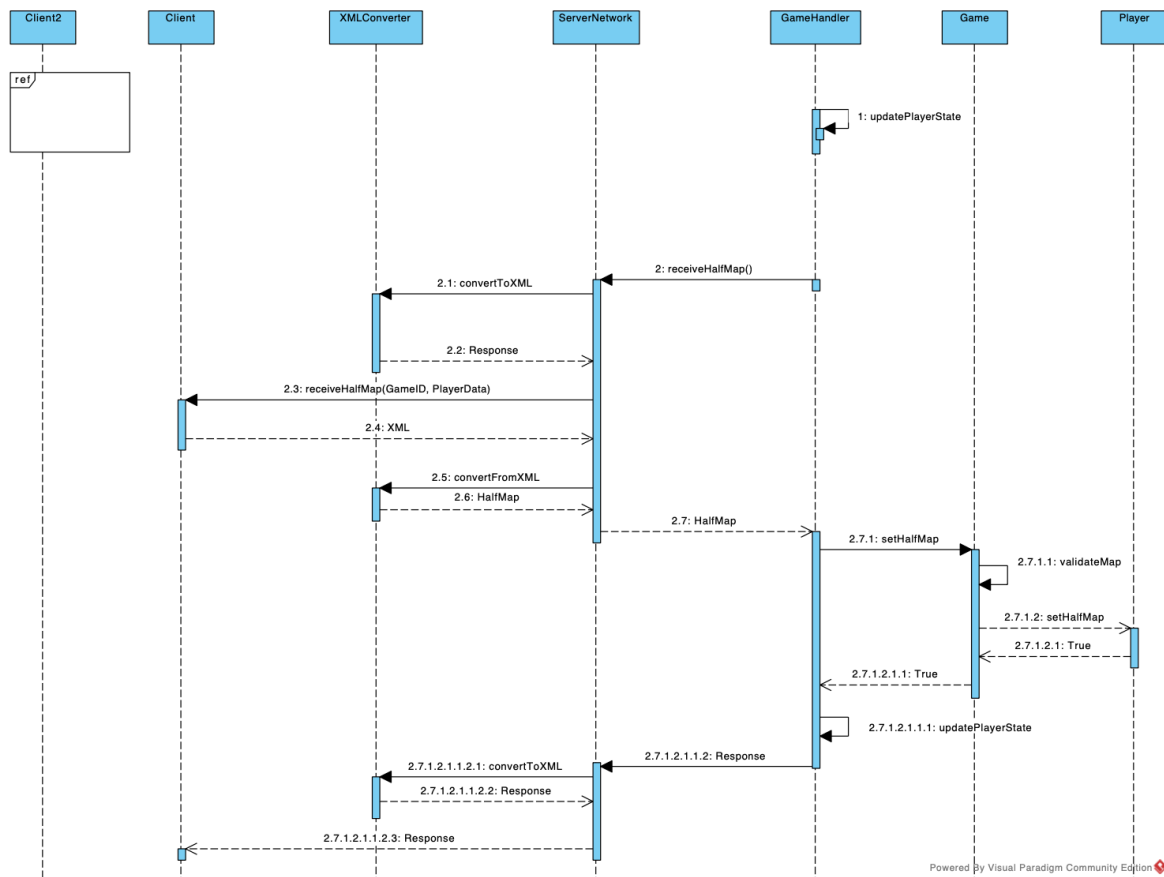 Client2
Client
XMLConverter
ServerNetwork
GameHandler
Game
Player
ref
1: updatePlayerState
2: receiveHalfMap()
2.1: convertToXML
2.2: Response
2.3: receiveHalfMap(GameID, PlayerData)
2.4: XML
2.5: convertFromXML
2.6: HalfMap
2.7: HalfMap
2.7.1: setHalfMap
2.7.1.1: validateMap
2.7.1.2: setHalfMap
2.7.1.2.1: True
2.7.1.2.1.1: True
2.7.1.2.1.1.1: updatePlayerState
2.7.1.2.1.1.2: Response
2.7.1.2.1.1.2.1: convertToXML
2.7.1.2.1.1.2.2: Response
2.7.1.2.1.1.2.3: Response
Powered By Visual Paradigm Community Edition